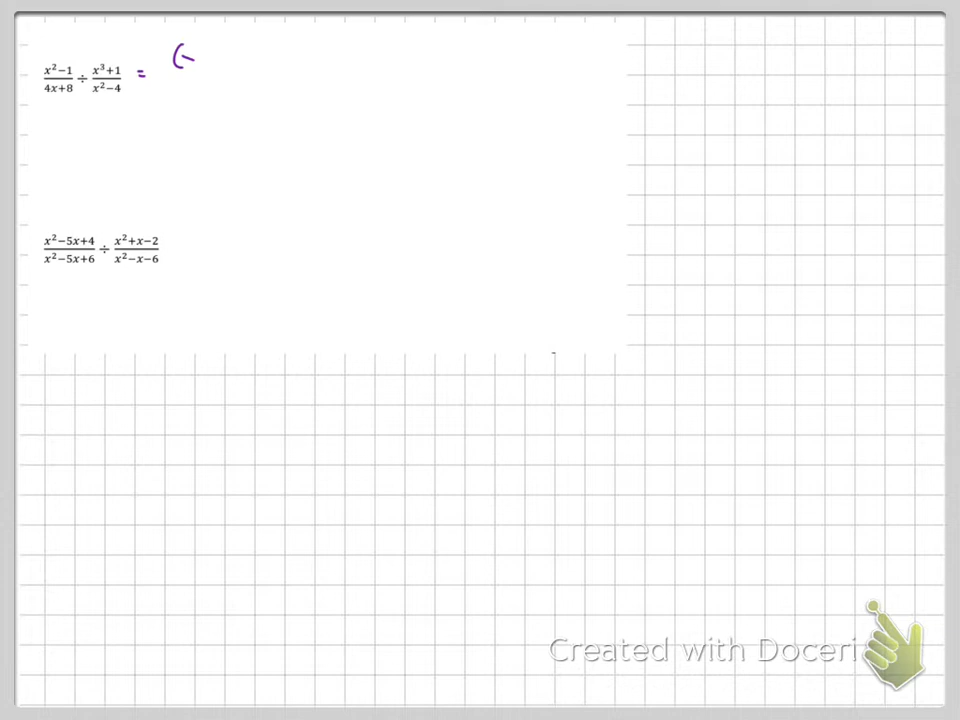 x²−1/4x+8 ÷ x³+1/x²−4 = (
x²−5x+4/x²−5x+6 ÷ x²+x−2/x²−x−6
Created with Doceri